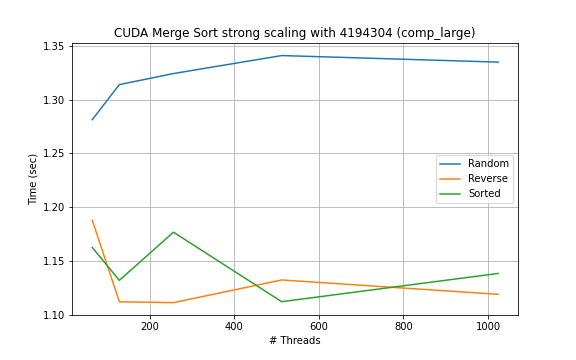 CUDA Merge Sort strong scaling with 4194304 (comp_large)
1.35
1.30
1.25
1.20
1.15
1.10
Time (sec)
Random
Reverse
Sorted
200
400
600
800
1000
# Threads